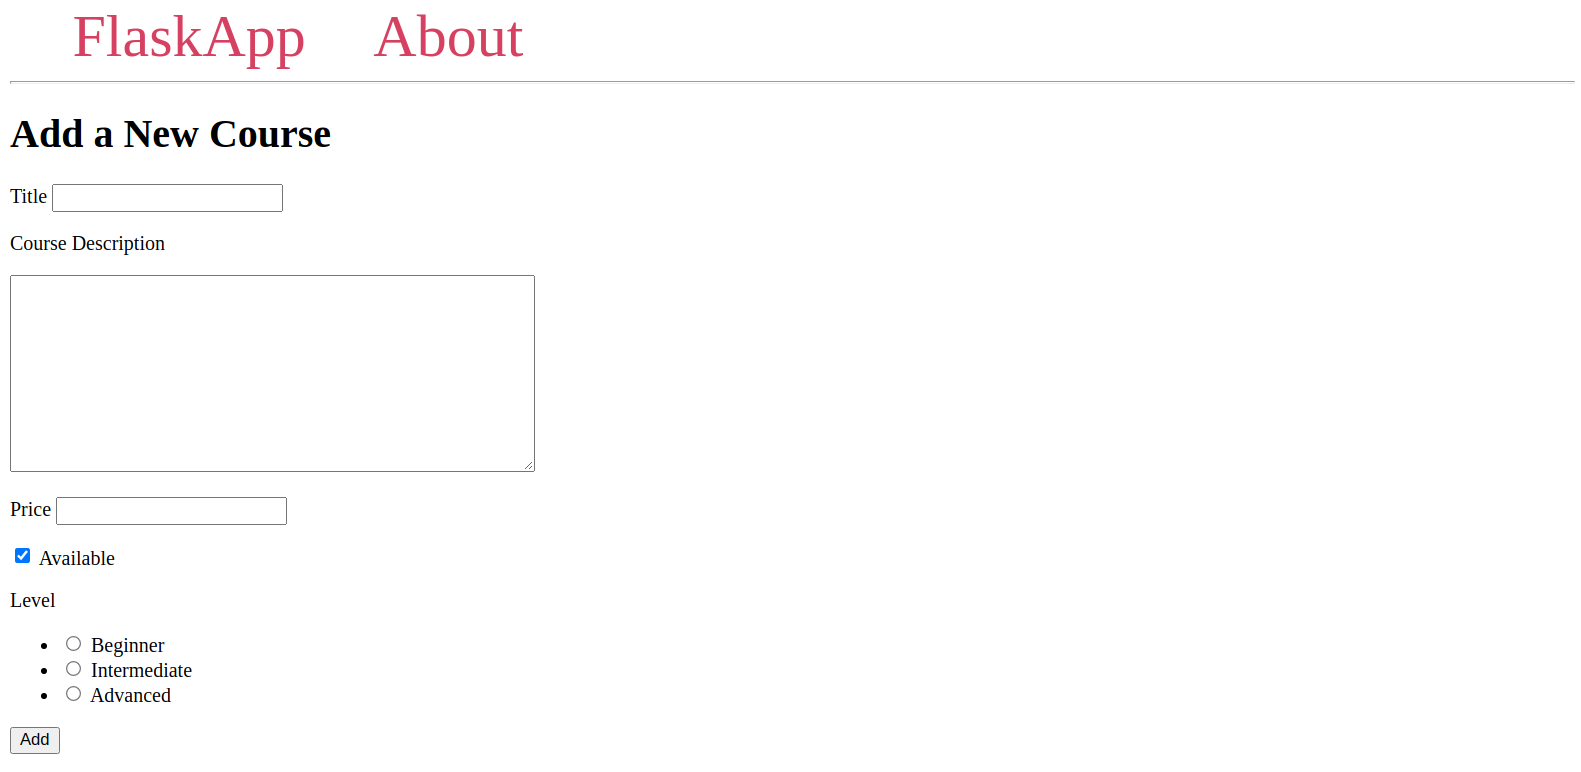 FlaskApp About
Add a New Course
Title
Course Description
Price
Available
Level
Beginner
Intermediate
Advanced
Add